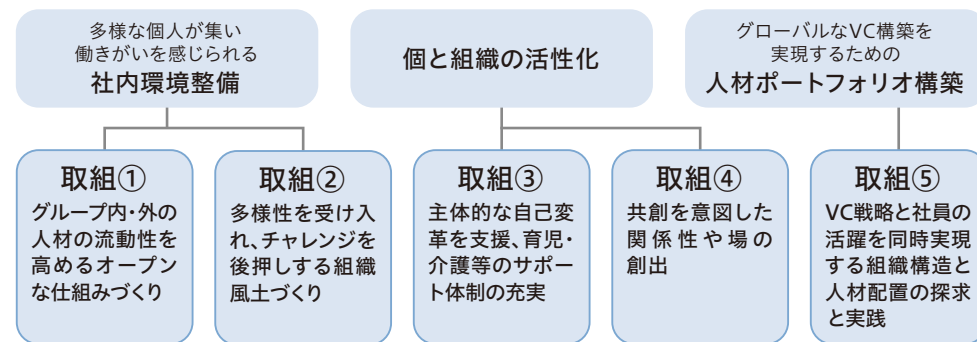 多様な個人が集い
働きがいを感じられる
社内環境整備
個と組織の活性化
グローバルなVC構築を
実現するための
人材ポートフォリオ構築
取組①
グループ内・外の
人材の流動性を
高めるオープン
な仕組みづくり
取組②
多様性を受け入
れ、チャレンジを
後押しする組織
風土づくり
取組③
主体的な自己変
革を支援、育児・
介護等のサポー
ト体制の充実
取組④
共創を意図した
関係性や場の
創出
取組⑤
VC戦略と社員の
活躍を同時実現
する組織構造と
人材配置の探求
と実践